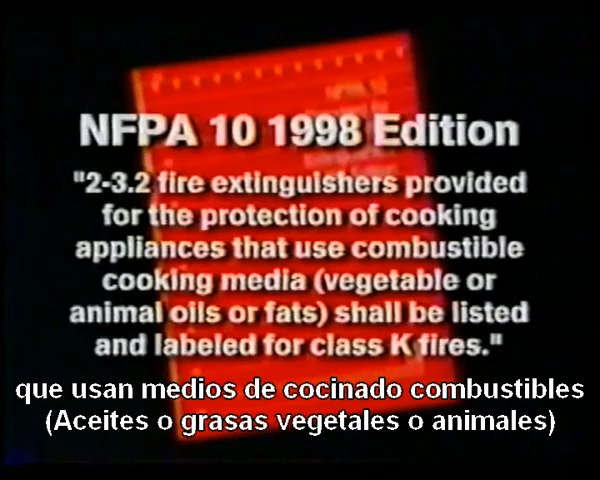 NFPA 10 1998 Edition
"2-3.2 fire extinguishers provided
for the protection of cooking
appliances that use combustible
cooking media (vegetable or
animal oils or fats) shall be listed
and labeled for class K fires."
que usan medios de cocinado combustibles
(Aceites o grasas vegetales o animales)